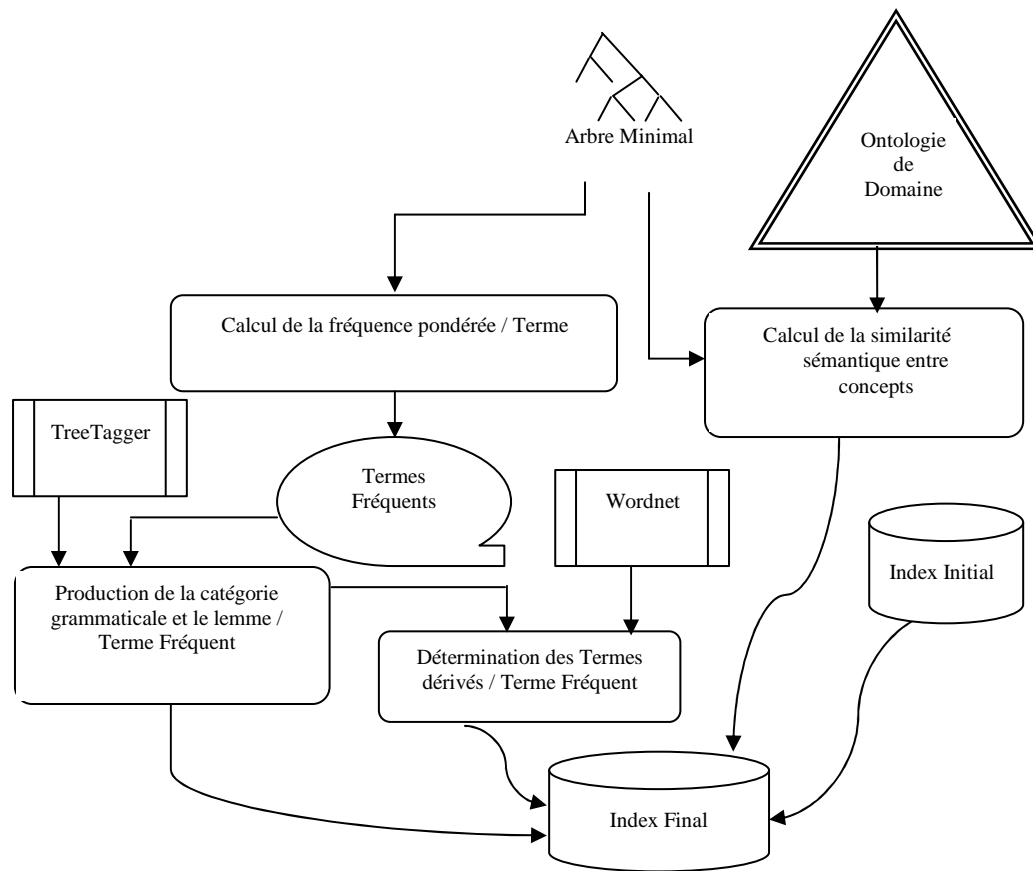 Arbre Minimal
Ontologie
de
Domaine
Calcul de la fréquence pondérée / Terme
Calcul de la similarité
sémantique entre
concepts
TreeTagger
Termes
Fréquents
Wordnet
Index Initial
Production de la catégorie
grammaticale et le lemme /
Terme Fréquent
Détermination des Termes
dérivés / Terme Fréquent
Index Final